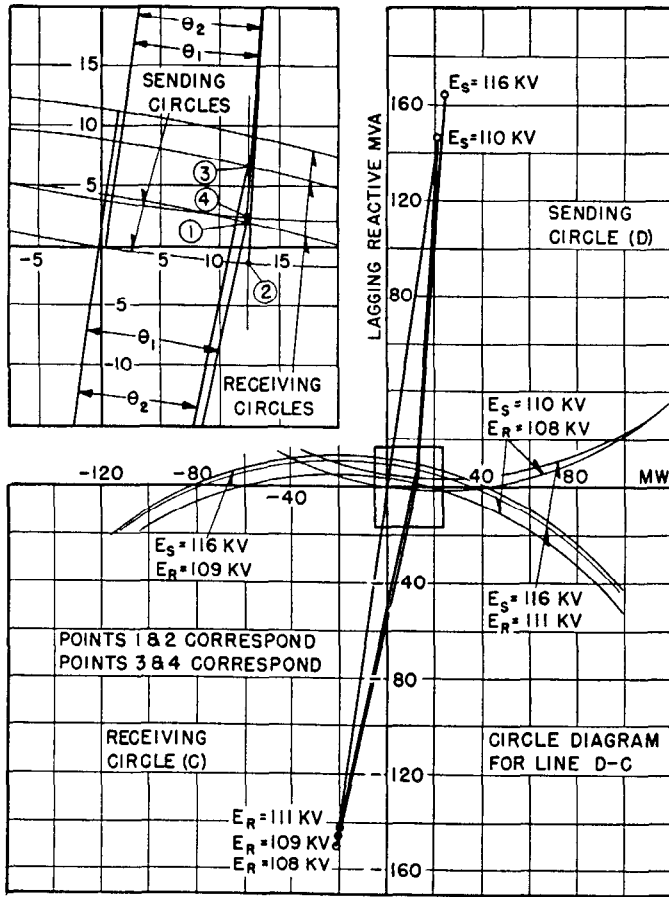 θ2
θ1
15
SENDING
CIRCLES
10
5
③
④
①
②
-5
5
10
15
-5
θ1
-10
θ2
RECEIVING
CIRCLES
LAGGING REACTIVE MVA
160
ES=116 KV
ES=110 KV
120
SENDING
CIRCLE (D)
80
ES=110 KV
ER=108 KV
-120
-40
40
80
MW
ES=116 KV
ER=109 KV
-40
ES=116 KV
ER=111 KV
POINTS 1&2 CORRESPOND
POINTS 3&4 CORRESPOND
-80
RECEIVING
CIRCLE (C)
CIRCLE DIAGRAM
FOR LINE D-C
-120
ER=111 KV
ER=109 KV
ER=108 KV
-160